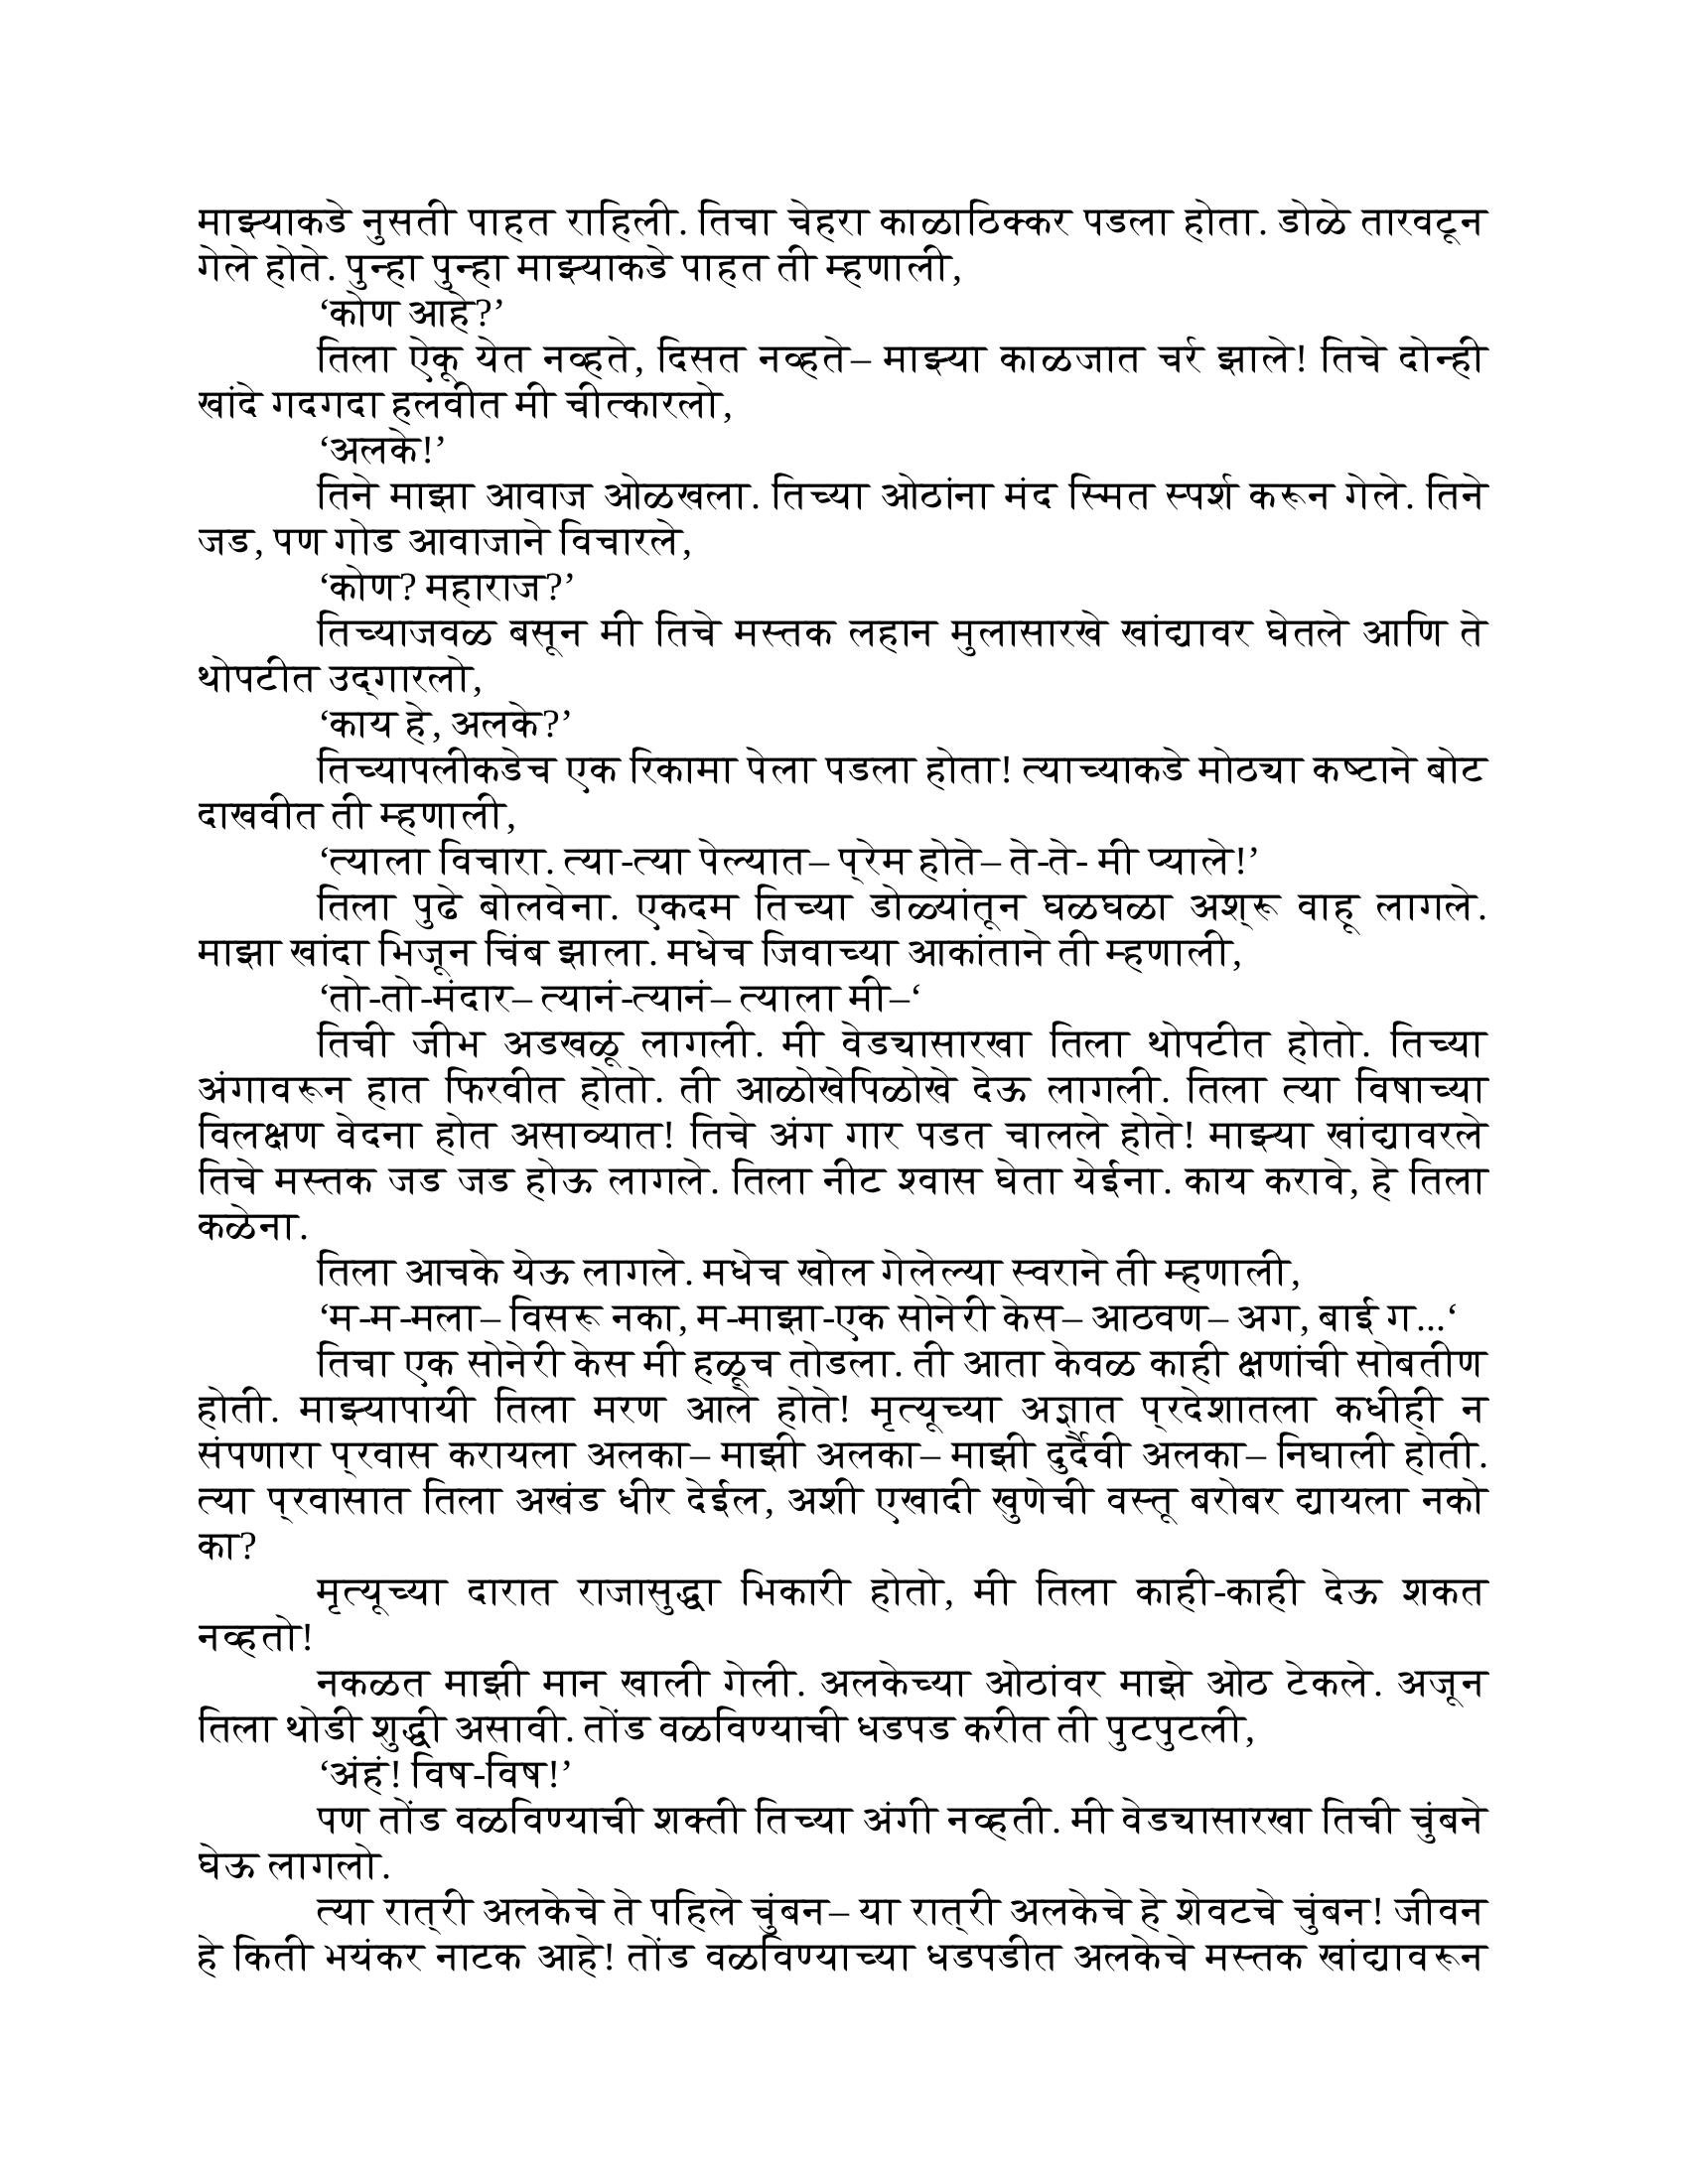 माझ्याकडे नुसती पाहत राहिली. तिचा चेहरा काळाठिक्कर पडला होता. डोळे तारवटून
गेले होते. पुन्हा पुन्हा माझ्याकडे पाहत ती म्हणाली,
‘कोण आहे?’
तिला ऐकू येत नव्हते, दिसत नव्हते– माझ्या काळजात चर्र झाले! तिचे दोन्ही
खांदे गदगदा हलवीत मी चीत्कारलो,
‘अलके!’
तिने माझा आवाज ओळखला. तिच्या ओठांना मंद स्मित स्पर्श करून गेले. तिने
जड, पण गोड आवाजाने विचारले,
‘कोण? महाराज?’
तिच्याजवळ बसून मी तिचे मस्तक लहान मुलासारखे खांद्यावर घेतले आणि ते
थोपटीत उद्‌गारलो,
‘काय हे, अलके?’
तिच्यापलीकडेच एक रिकामा पेला पडला होता! त्याच्याकडे मोठ्या कष्टाने बोट
दाखवीत ती म्हणाली,
‘त्याला विचारा. त्या-त्या पेल्यात– प्‌रेम होते– ते-ते- मी प्याले!’
तिला पुढे बोलवेना. एकदम तिच्या डोळ्यांतून घळघळा अश्‌रू वाहू लागले.
माझा खांदा भिजून चिंब झाला. मधेच जिवाच्या आकांताने ती म्हणाली,
‘तो-तो-मंदार– त्यानं-त्यानं– त्याला मी–‘
तिची जीभ अडखळू लागली. मी वेड्यासारखा तिला थोपटीत होतो. तिच्या
अंगावरून हात फिरवीत होतो. ती आळोखेपिळोखे देऊ लागली. तिला त्या विषाच्या
विलक्षण वेदना होत असाव्यात! तिचे अंग गार पडत चालले होते! माझ्या खांद्यावरले
तिचे मस्तक जड जड होऊ लागले. तिला नीट श्वास घेता येईना. काय करावे, हे तिला
कळेना.
तिला आचके येऊ लागले. मधेच खोल गेलेल्या स्वराने ती म्हणाली,
‘म-म-मला– विसरू नका, म-माझा-एक सोनेरी केस– आठवण– अग, बाई ग...‘
तिचा एक सोनेरी केस मी हळूच तोडला. ती आता केवळ काही क्षणांची सोबतीण
होती. माझ्यापायी तिला मरण आले होते! मृत्यूच्या अज्ञात प्‌रदेशातला कधीही न
संपणारा प्‌रवास करायला अलका– माझी अलका– माझी दुर्दैवी अलका– निघाली होती.
त्या प्‌रवासात तिला अखंड धीर देईल, अशी एखादी खुणेची वस्तू बरोबर द्यायला नको
का?
मृत्यूच्या दारात राजासुद्धा भिकारी होतो, मी तिला काही-काही देऊ शकत
नव्हतो!
नकळत माझी मान खाली गेली. अलकेच्या ओठांवर माझे ओठ टेकले. अजून
तिला थोडी शुद्धी असावी. तोंड वळविण्याची धडपड करीत ती पुटपुटली,
‘अंहं! विष-विष!’
पण तोंड वळविण्याची शक्ती तिच्या अंगी नव्हती. मी वेड्यासारखा तिची चुंबने
घेऊ लागलो.
त्या रात्‌री अलकेचे ते पहिले चुंबन– या रात्‌री अलकेचे हे शेवटचे चुंबन! जीवन
हे किती भयंकर नाटक आहे! तोंड वळविण्याच्या धडपडीत अलकेचे मस्तक खांद्यावरून